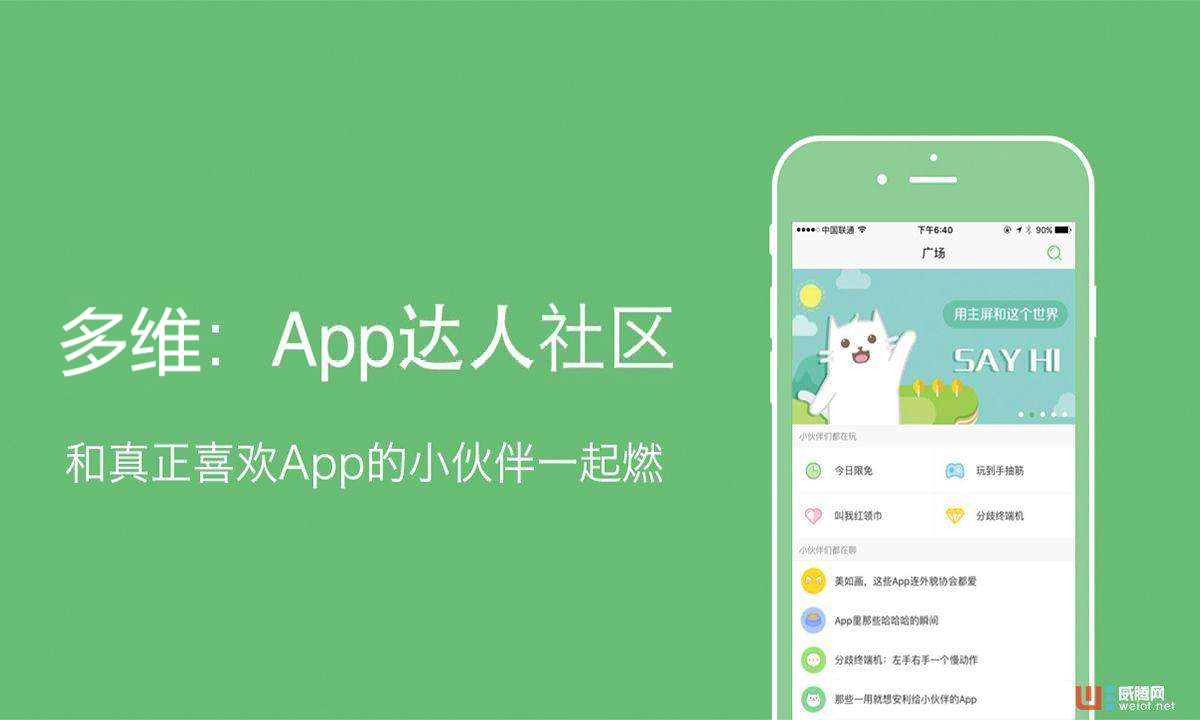 多维：App达人社区
和真正喜欢App的小伙伴一起燃
中国联通 下午6:40 90%
广场
用主屏和这个世界
SAY HI
小伙伴们都在玩
今日限免 玩到手抽筋
叫我红领巾 分歧终端机
小伙伴们都在聊
美如画，这些App连外貌协会都爱
App里那些哈哈哈的瞬间
分歧终端机：左手右手一个慢动作
那些一用就想安利给小伙伴的App
威腾网
weiot.net